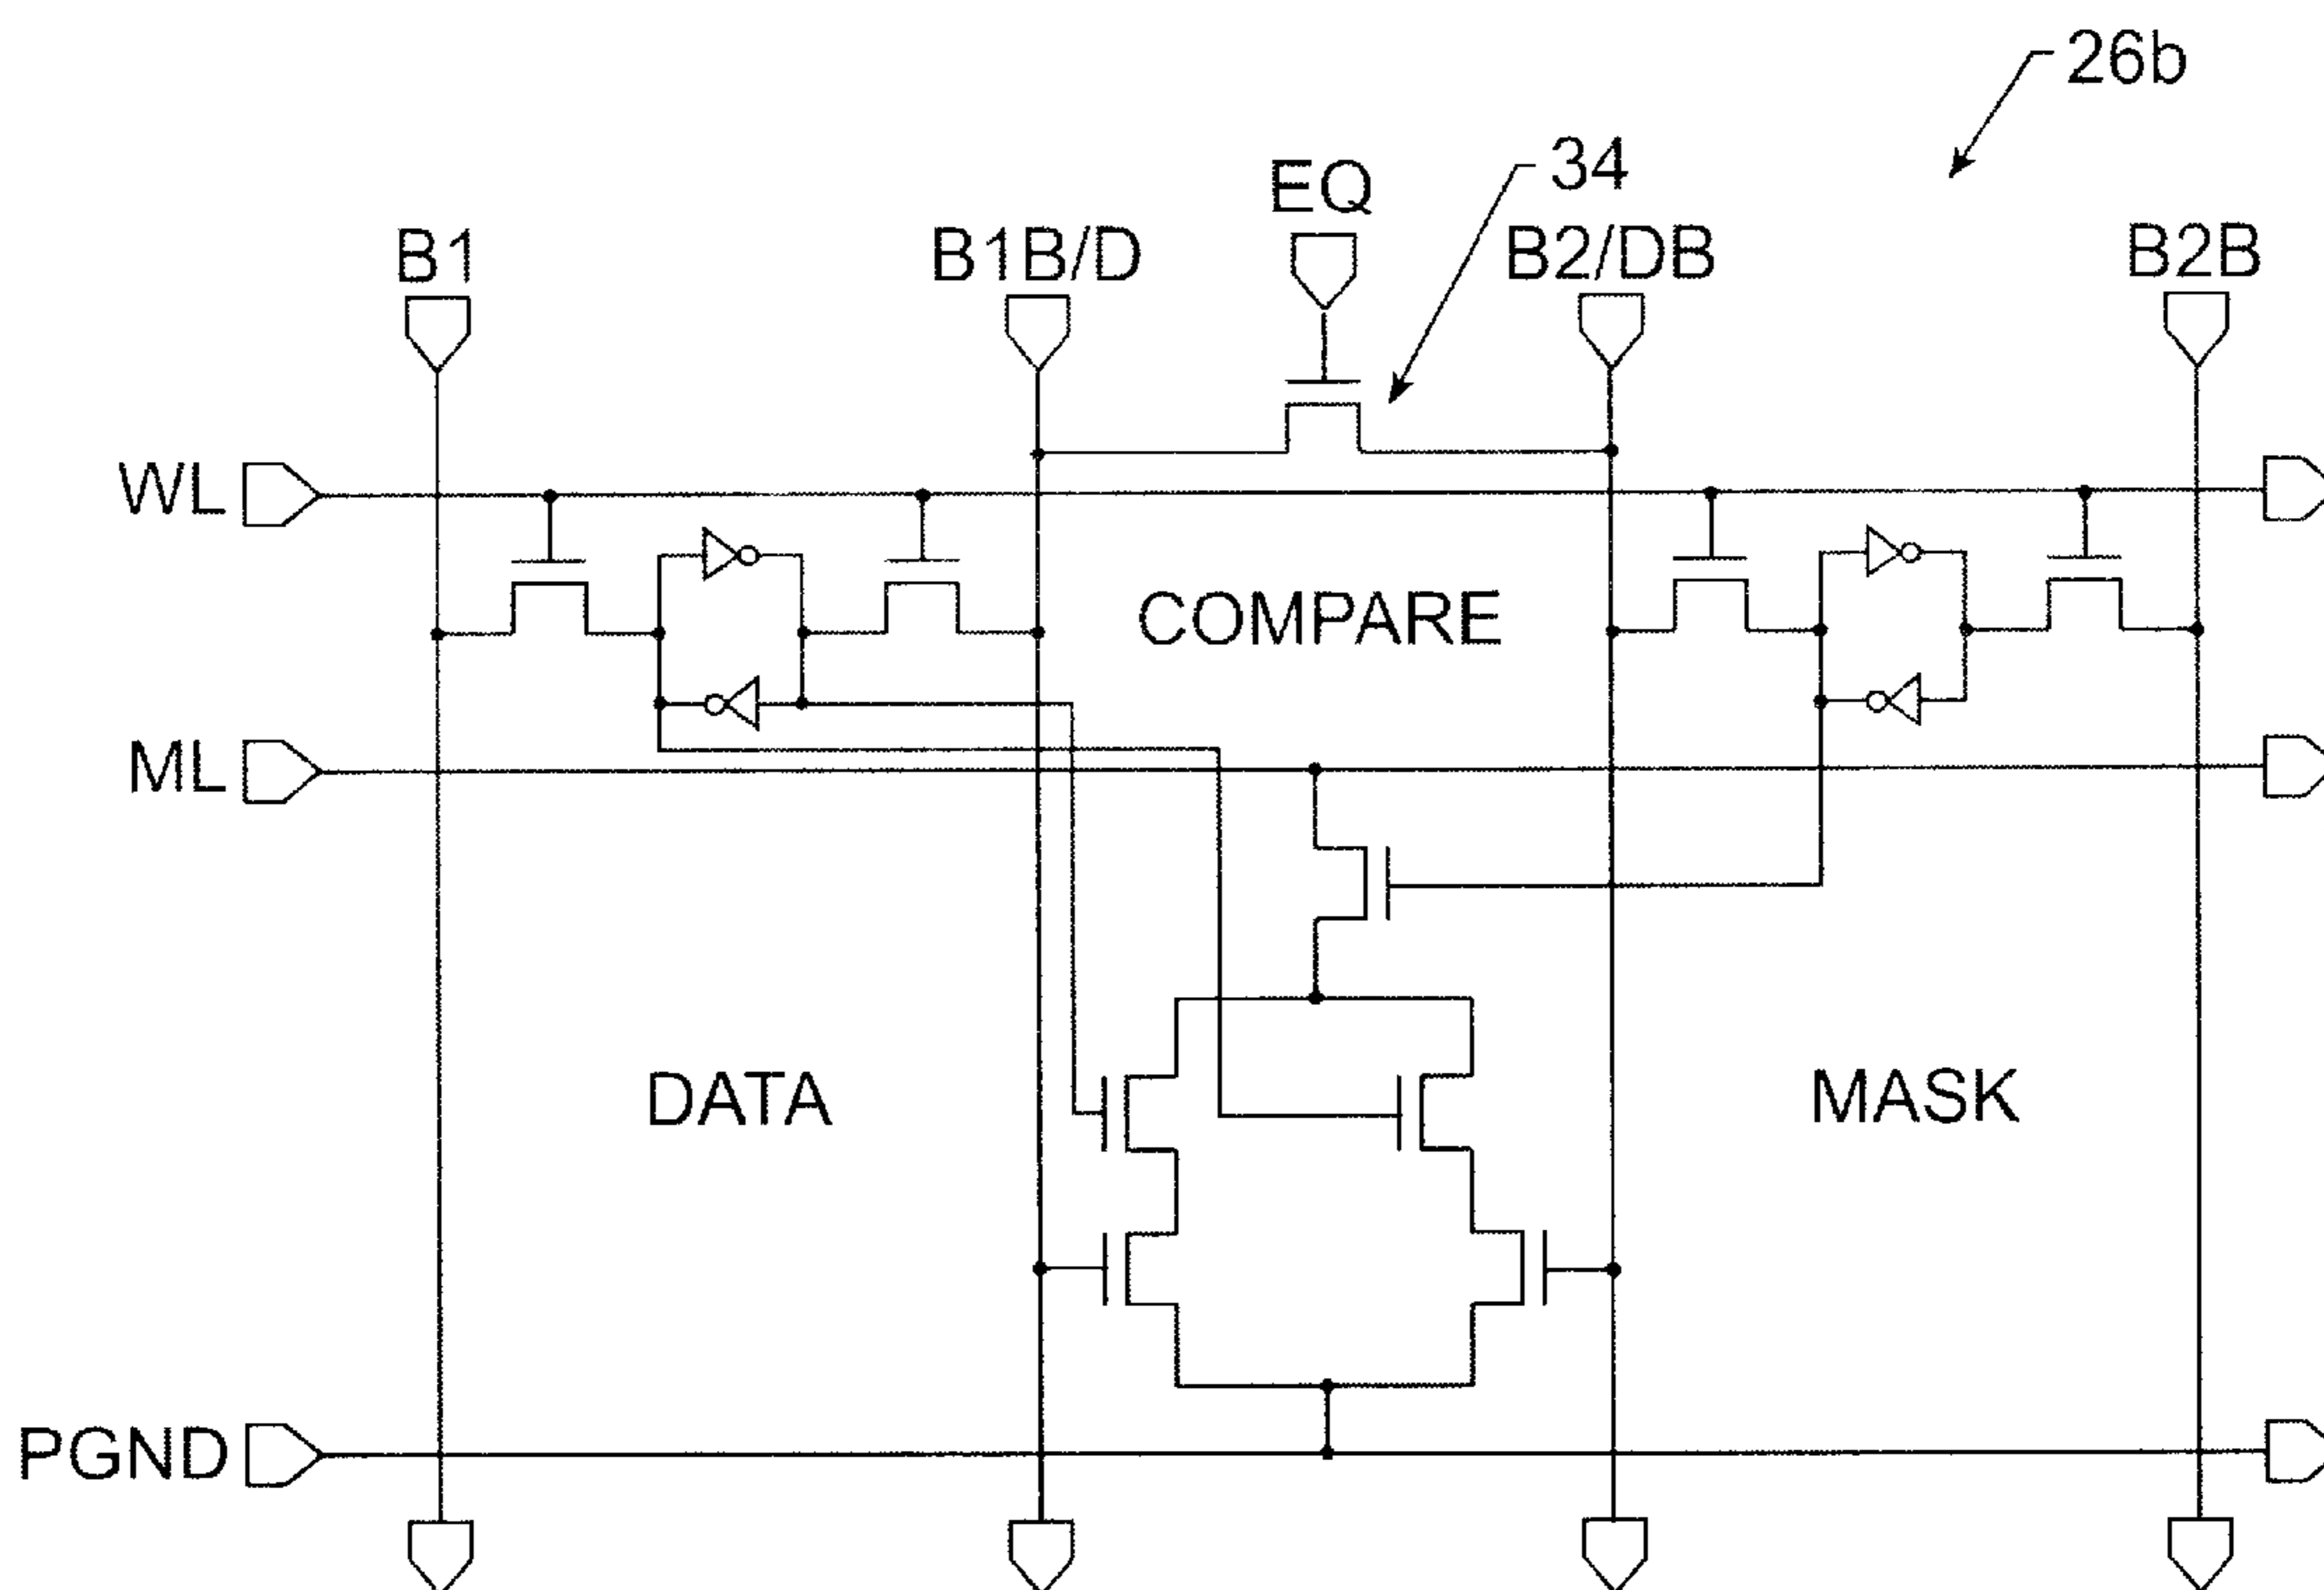 26b
34
EQ
B1
B1B/D
B2/DB
B2B
WL
COMPARE
ML
DATA
MASK
PGND